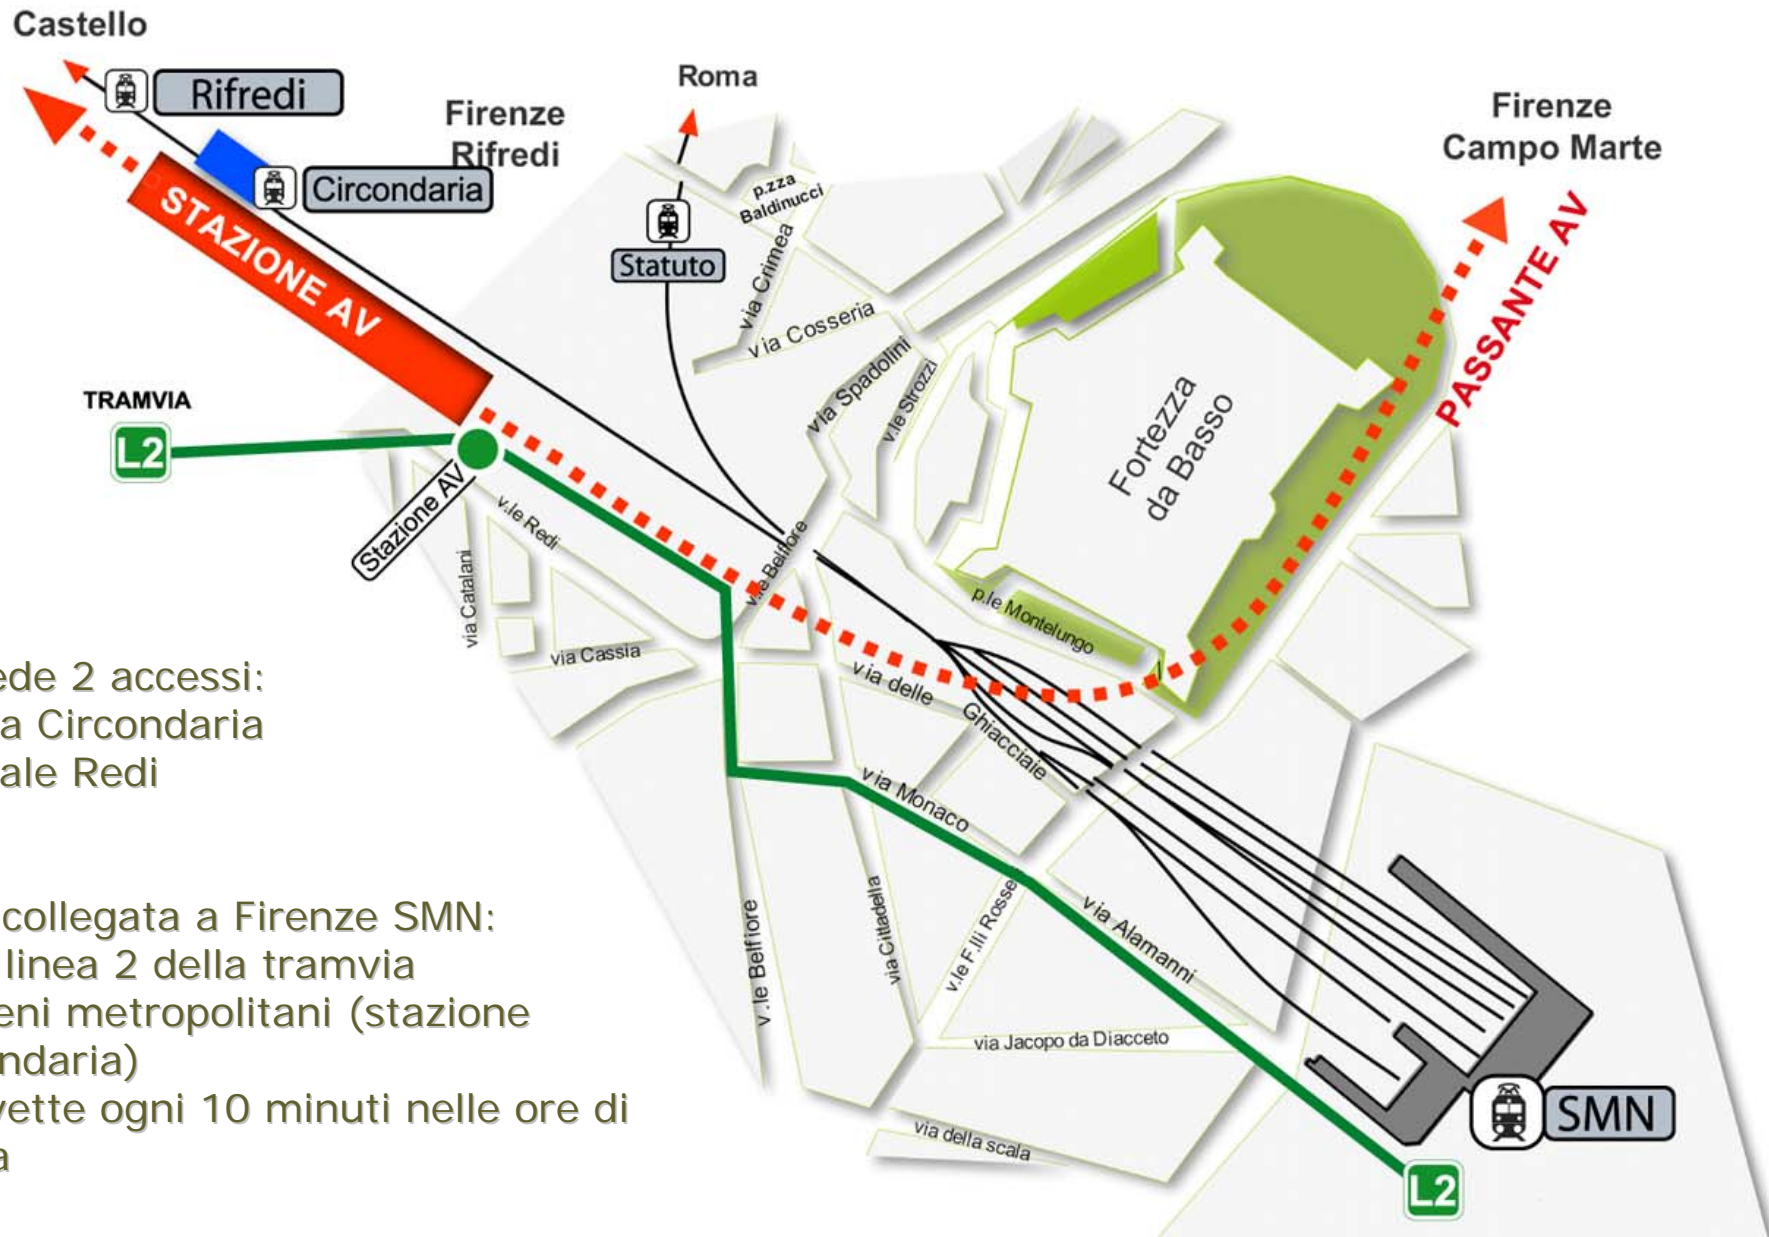 Castello
Rifredi
Firenze
Rifredi
Circondaria
STAZIONE AV
Roma
Statuto
p.zza
Baldinucci
via Crimea
via Cosseria
via Spadolini
v.le Strozzi
Firenze
Campo Marte
PASSANTE AV
Fortezza
da Basso
TRAMVIA
L2
Stazione AV
v.le Redi
via Catalani
v.le Belfiore
p.le Montelungo
via Cassia
via delle
Ghiacciaie
via Monaco
ede 2 accessi:
a Circondaria
ale Redi
collegata a Firenze SMN:
linea 2 della tramvia
eni metropolitani (stazione
ndaria)
vette ogni 10 minuti nelle ore di
a
v.le Belfiore
via Cittadella
v.le F.lli Rosse
via Alamanni
via Jacopo da Diacceto
via della scala
SMN
L2